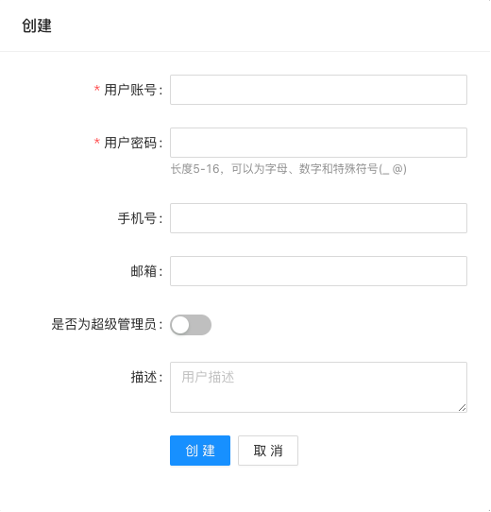 创建
* 用户账号:
* 用户密码:
长度5-16，可以为字母、数字和特殊符号(_ @)
手机号:
邮箱:
是否为超级管理员:
描述: 用户描述
创 建 取 消